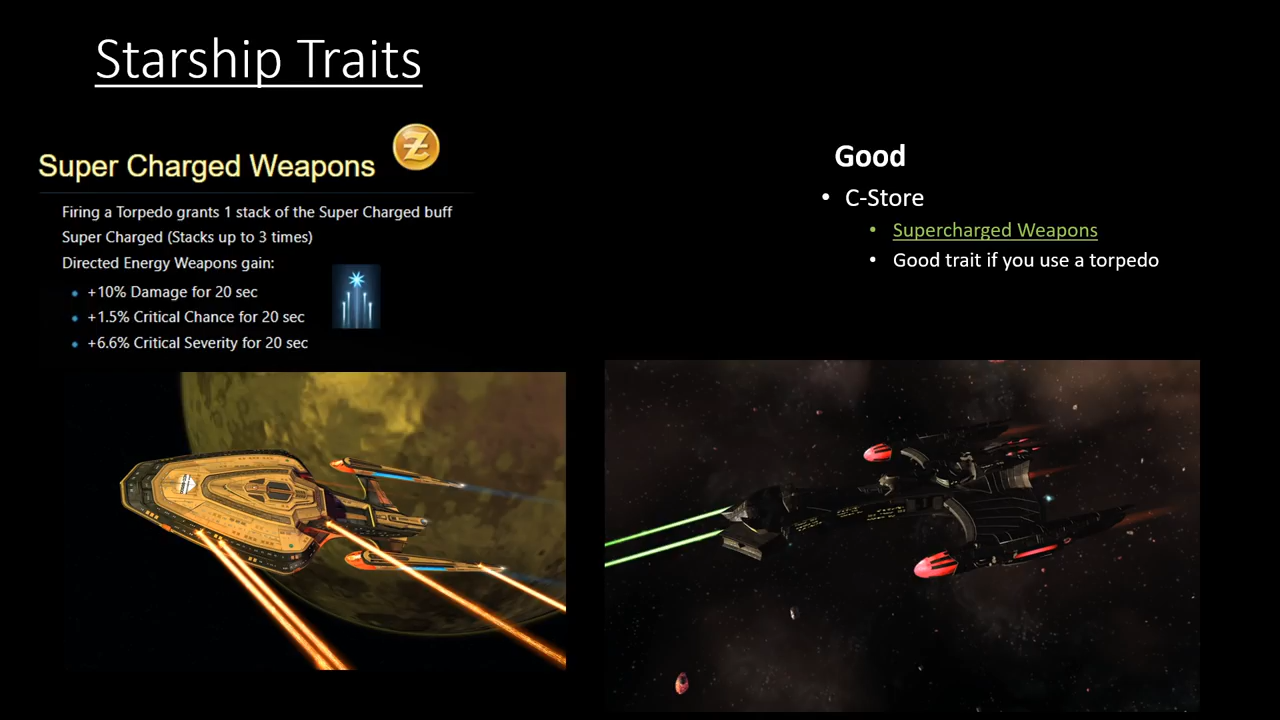 Starship Traits
Super Charged Weapons
Firing a Torpedo grants 1 stack of the Super Charged buff
Super Charged (Stacks up to 3 times)
Directed Energy Weapons gain:
+10% Damage for 20 sec
+1.5% Critical Chance for 20 sec
+6.6% Critical Severity for 20 sec
Good
• C-Store
• Supercharged Weapons
• Good trait if you use a torpedo